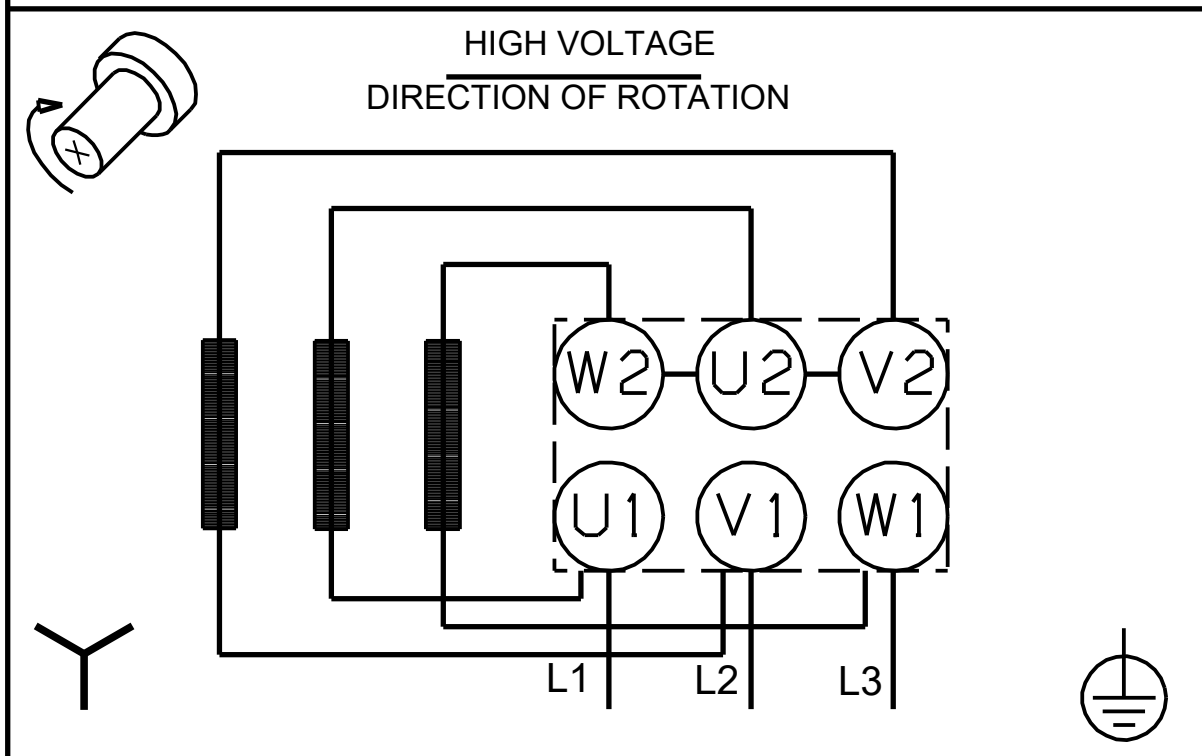 HIGH VOLTAGE
DIRECTION OF ROTATION
W2 U2 V2
U1 V1 W1
L1 L2 L3